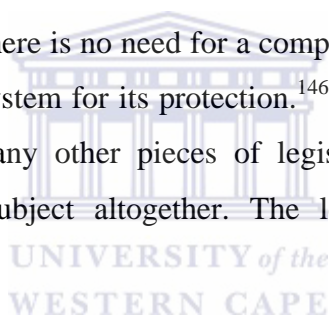 here is no need for a comp
ystem for its protection.146
any other pieces of legis
ubject altogether. The l
UNIVERSITY of the
WESTERN CAPE